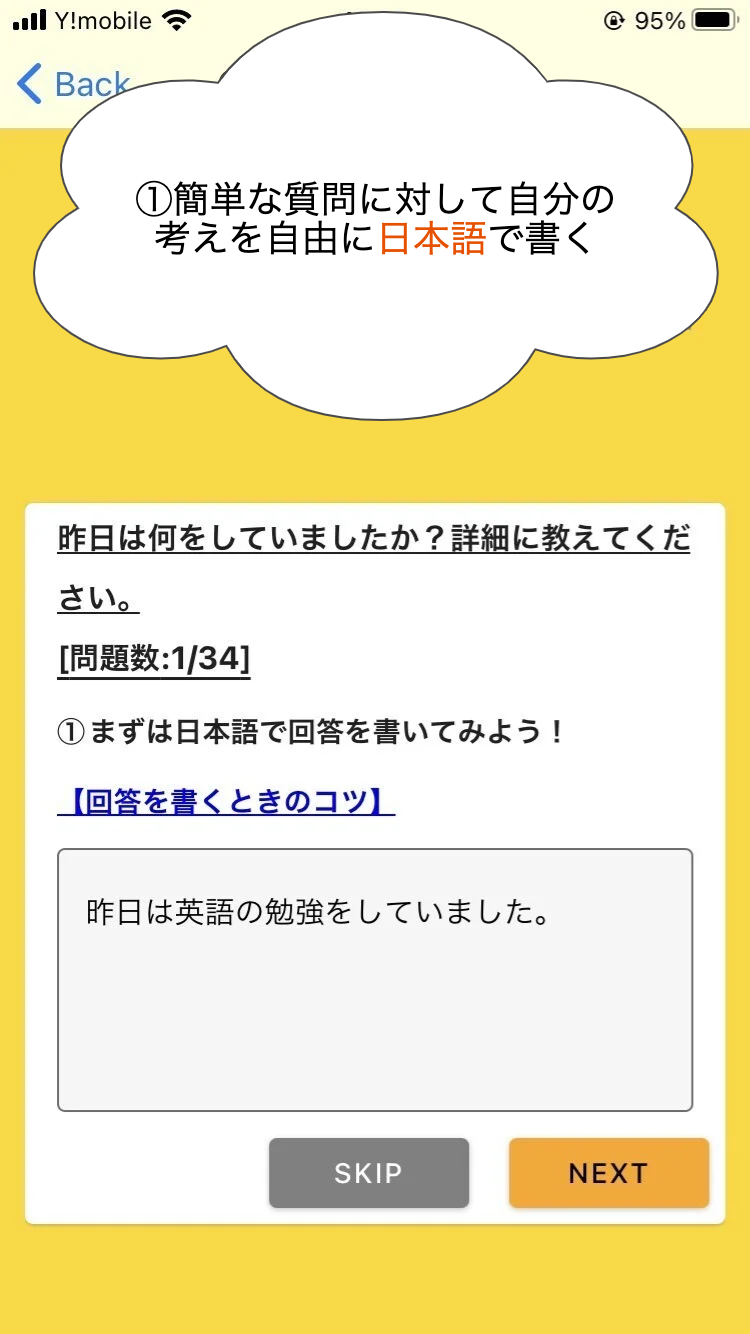 Y!mobile 95%
Back
①簡単な質問に対して自分の
考えを自由に日本語で書く
昨日は何をしていましたか？詳細に教えてくだ
さい。
[問題数:1/34]
①まずは日本語で回答を書いてみよう！
【回答を書くときのコツ】
昨日は英語の勉強をしていました。
SKIP NEXT